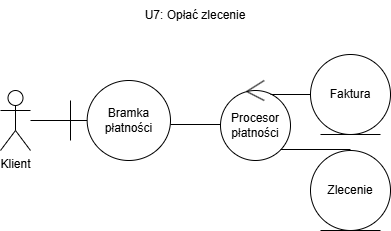 U7: Opłać zlecenie
Bramka
płatności
Procesor
płatności
Faktura
Klient
Zlecenie